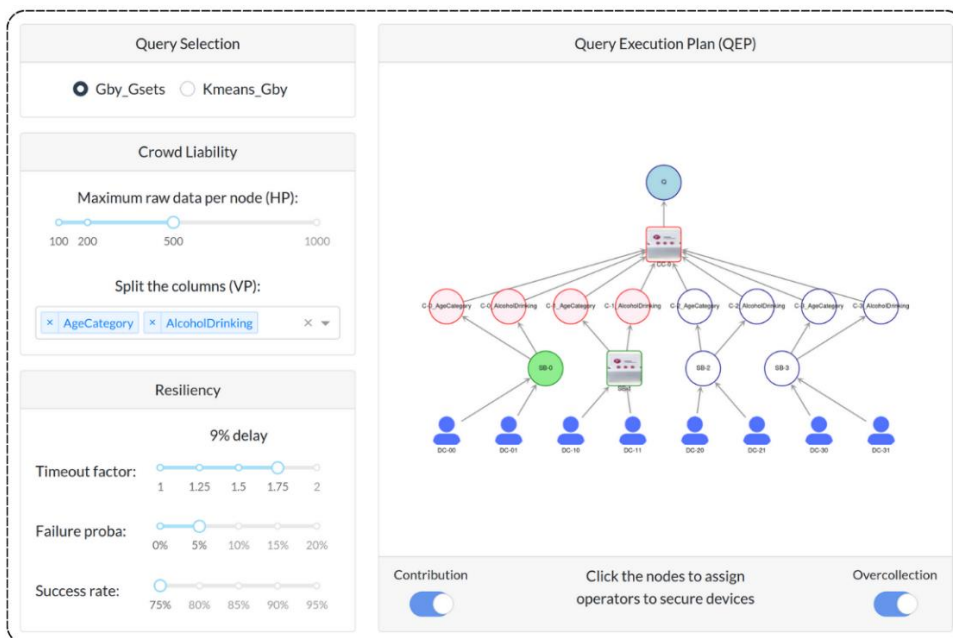 Query Selection
Gby_Gsets Kmeans_Gby
Crowd Liability
Maximum raw data per node (HP):
100 200 500 1000
Split the columns (VP):
× AgeCategory × AlcoholDrinking ×
Resiliency
9% delay
Timeout factor:
1 1.25 1.5 1.75 2
Failure proba:
0% 5% 10% 15% 20%
Success rate:
75% 80% 85% 90% 95%
Query Execution Plan (QEP)
Q
C-0_AgeCategory C-0_AlcoholDrinking C-1_AgeCategory C-1_AlcoholDrinking C-2_AgeCategory C-2_AlcoholDrinking C-3_AgeCategory C-3_AlcoholDrinking
SB-0 SB-2 SB-3
DC-00 DC-01 DC-10 DC-11 DC-20 DC-21 DC-30 DC-31
Contribution
Click the nodes to assign
operators to secure devices
Overcollection